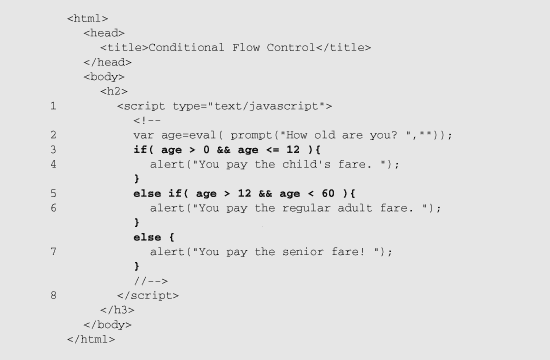 <html>
<head>
<title>Conditional Flow Control</title>
</head>
<body>
<h2>
1 <script type="text/javascript">
<!--
2 var age=eval( prompt("How old are you? ",""));
3 if( age > 0 && age <= 12 ){
4 alert("You pay the child's fare. ");
}
5 else if( age > 12 && age < 60 ){
6 alert("You pay the regular adult fare. ");
}
else {
7 alert("You pay the senior fare! ");
}
//-->
8 </script>
</h3>
</body>
</html>